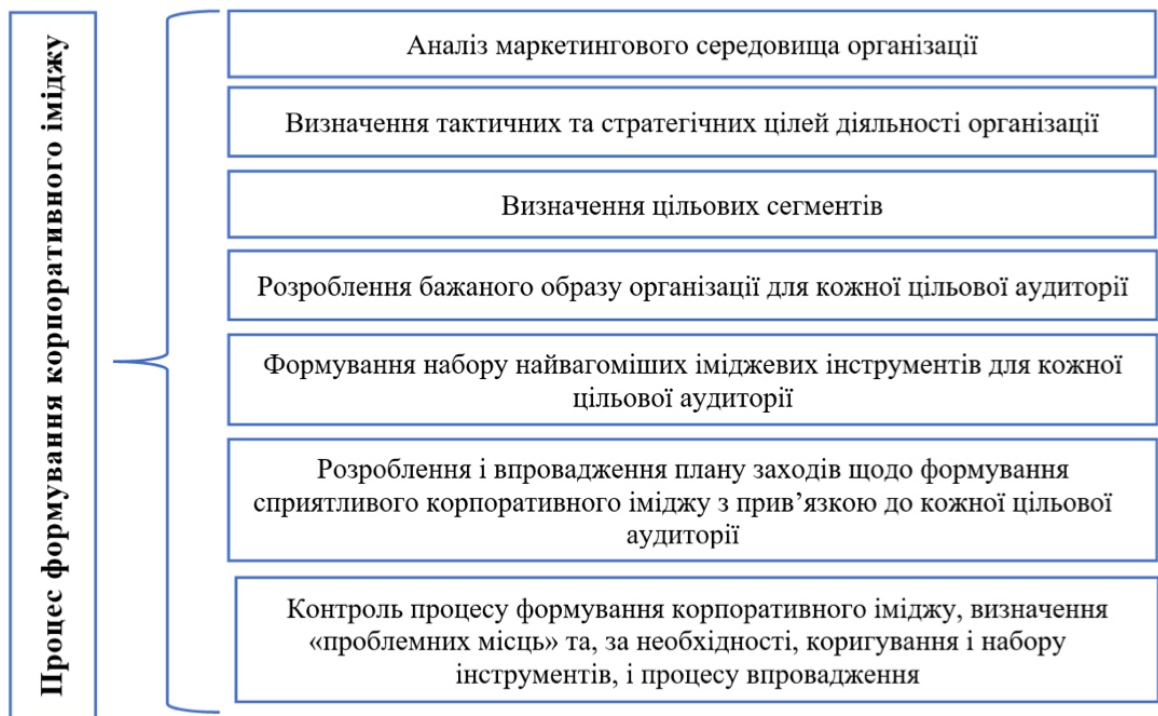 Процес формування корпоративного іміджу
Аналіз маркетингового середовища організації
Визначення тактичних та стратегічних цілей діяльності організації
Визначення цільових сегментів
Розроблення бажаного образу організації для кожної цільової аудиторії
Формування набору найвагоміших іміджевих інструментів для кожної
цільової аудиторії
Розроблення і впровадження плану заходів щодо формування
сприятливого корпоративного іміджу з прив’язкою до кожної цільової
аудиторії
Контроль процесу формування корпоративного іміджу, визначення
«проблемних місць» та, за необхідності, коригування і набору
інструментів, і процесу впровадження